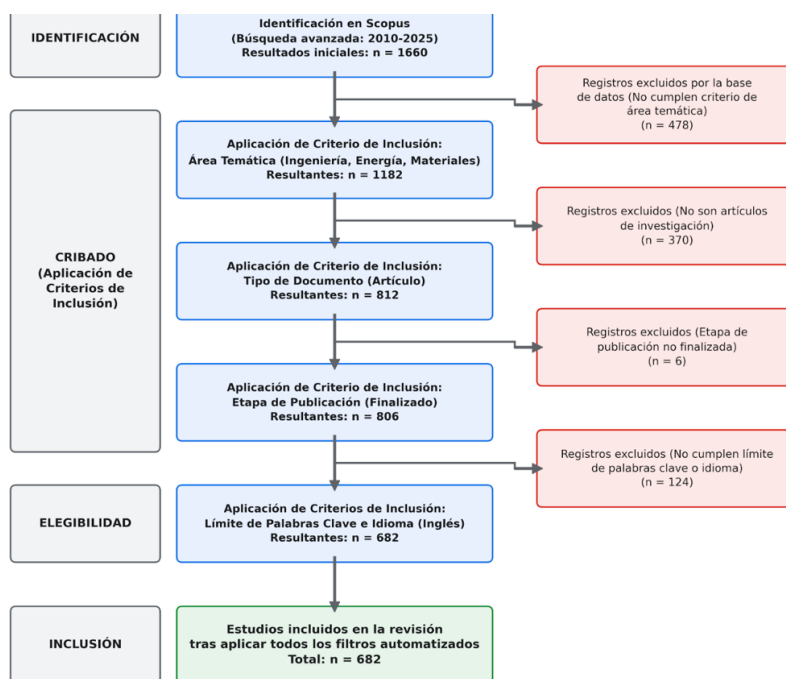 IDENTIFICACIÓN
Identificación en Scopus
(Búsqueda avanzada: 2010-2025)
Resultados iniciales: n = 1660
Registros excluidos por la base
de datos (No cumplen criterio de
área temática)
(n = 478)
CRIBADO
(Aplicación de
Criterios de
Inclusión)
Aplicación de Criterio de Inclusión:
Área Temática (Ingeniería, Energía, Materiales)
Resultantes: n = 1182
Registros excluidos (No son artículos
de investigación)
(n = 370)
Aplicación de Criterio de Inclusión:
Tipo de Documento (Artículo)
Resultantes: n = 812
Registros excluidos (Etapa de
publicación no finalizada)
(n = 6)
Aplicación de Criterio de Inclusión:
Etapa de Publicación (Finalizado)
Resultantes: n = 806
Registros excluidos (No cumplen límite
de palabras clave o idioma)
(n = 124)
ELEGIBILIDAD
Aplicación de Criterios de Inclusión:
Límite de Palabras Clave e Idioma (Inglés)
Resultantes: n = 682
INCLUSIÓN
Estudios incluidos en la revisión
tras aplicar todos los filtros automatizados
Total: n = 682